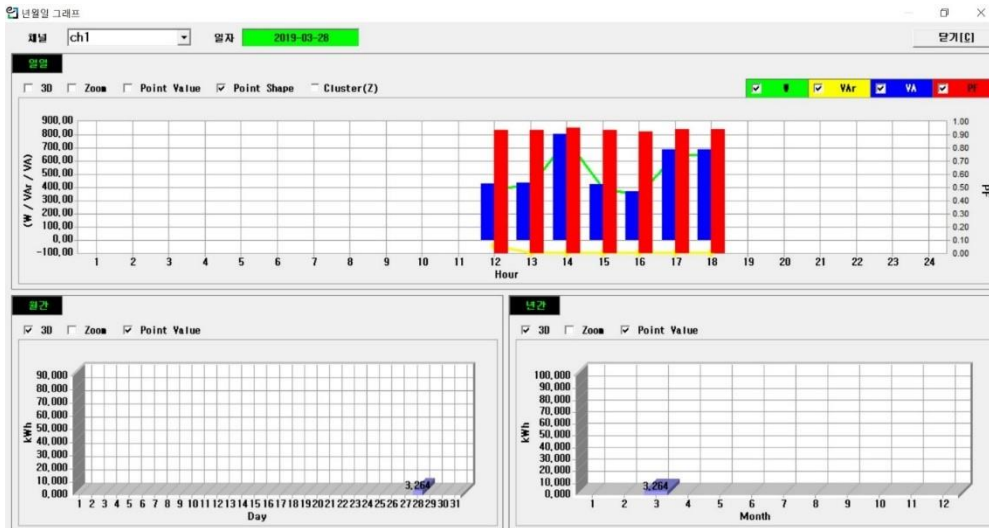 년월일 그래프
채널 ch1 일자 2019-03-28 닫기[C]
일일
3D Zoom Point Value Point Shape Cluster(Z) W VAr VA PF
900,00 1.00
800,00 0.90
700,00 0.80
600,00 0.70
500,00 0.60
400,00 0.50
300,00 0.40
200,00 0.30
100,00 0.20
0,00 0.10
-100,00 0.00
(W / VAr / VA)
PF
1 2 3 4 5 6 7 8 9 10 11 12 13 14 15 16 17 18 19 20 21 22 23 24
Hour
월간
3D Zoom Point Value
90,000
80,000
70,000
60,000
50,000
40,000
30,000
20,000
10,000
0,000
kWh
3,264
1 2 3 4 5 6 7 8 9 10 11 12 13 14 15 16 17 18 19 20 21 22 23 24 25 26 27 28 29 30 31
Day
년간
3D Zoom Point Value
100,000
90,000
80,000
70,000
60,000
50,000
40,000
30,000
20,000
10,000
0,000
kWh
3,264
1 2 3 4 5 6 7 8 9 10 11 12
Month